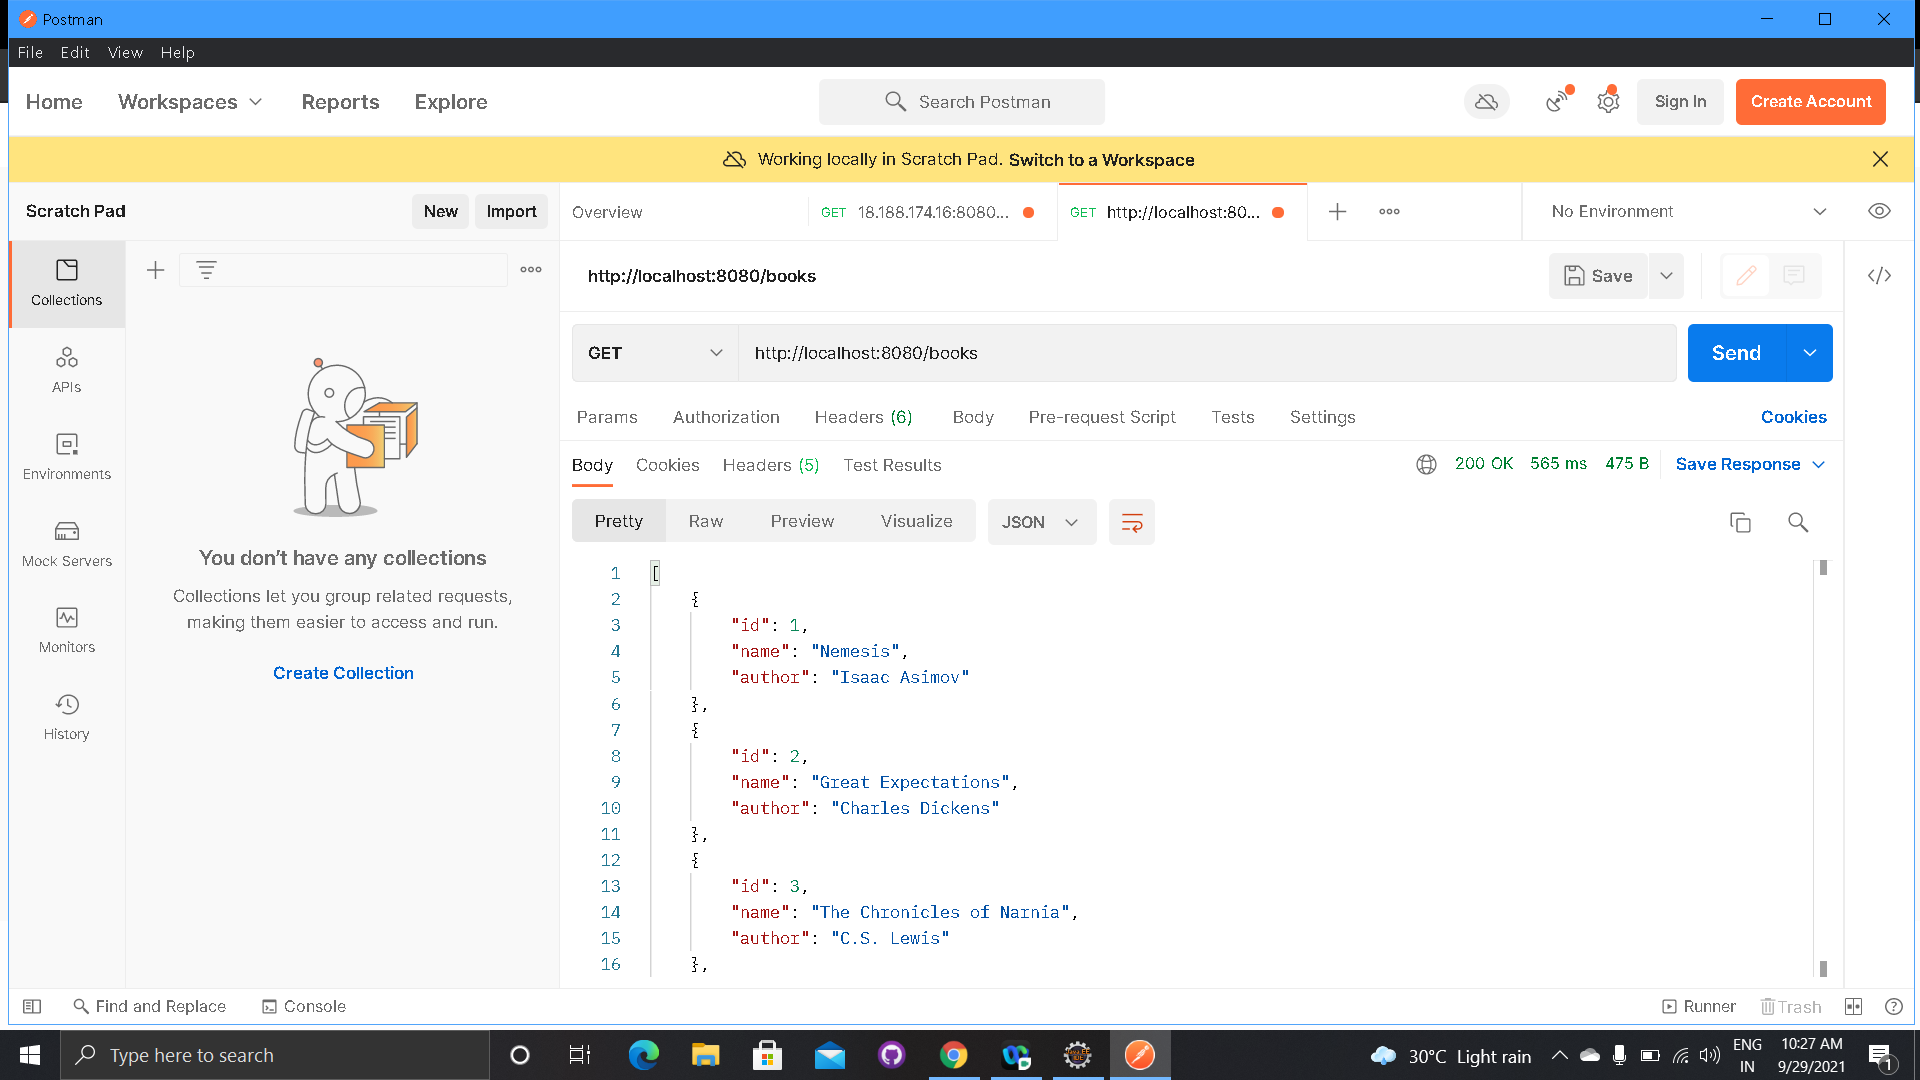 Postman
File Edit View Help
Home Workspaces Reports Explore Search Postman Sign In Create Account
Working locally in Scratch Pad. Switch to a Workspace
Scratch Pad New Import Overview GET 18.188.174.16:8080... GET http://localhost:80... No Environment
http://localhost:8080/books Save
GET http://localhost:8080/books Send
Params Authorization Headers (6) Body Pre-request Script Tests Settings Cookies
Body Cookies Headers (5) Test Results 200 OK 565 ms 475 B Save Response
Pretty Raw Preview Visualize JSON
Collections
APIs
Environments
Mock Servers
Monitors
History
You don't have any collections
Collections let you group related requests,
making them easier to access and run.
Create Collection
1 [
2 {
3 "id": 1,
4 "name": "Nemesis",
5 "author": "Isaac Asimov"
6 },
7 {
8 "id": 2,
9 "name": "Great Expectations",
10 "author": "Charles Dickens"
11 },
12 {
13 "id": 3,
14 "name": "The Chronicles of Narnia",
15 "author": "C.S. Lewis"
16 },
Find and Replace Console Runner Trash
Type here to search 30°C Light rain ENG 10:27 AM
IN 9/29/2021 1